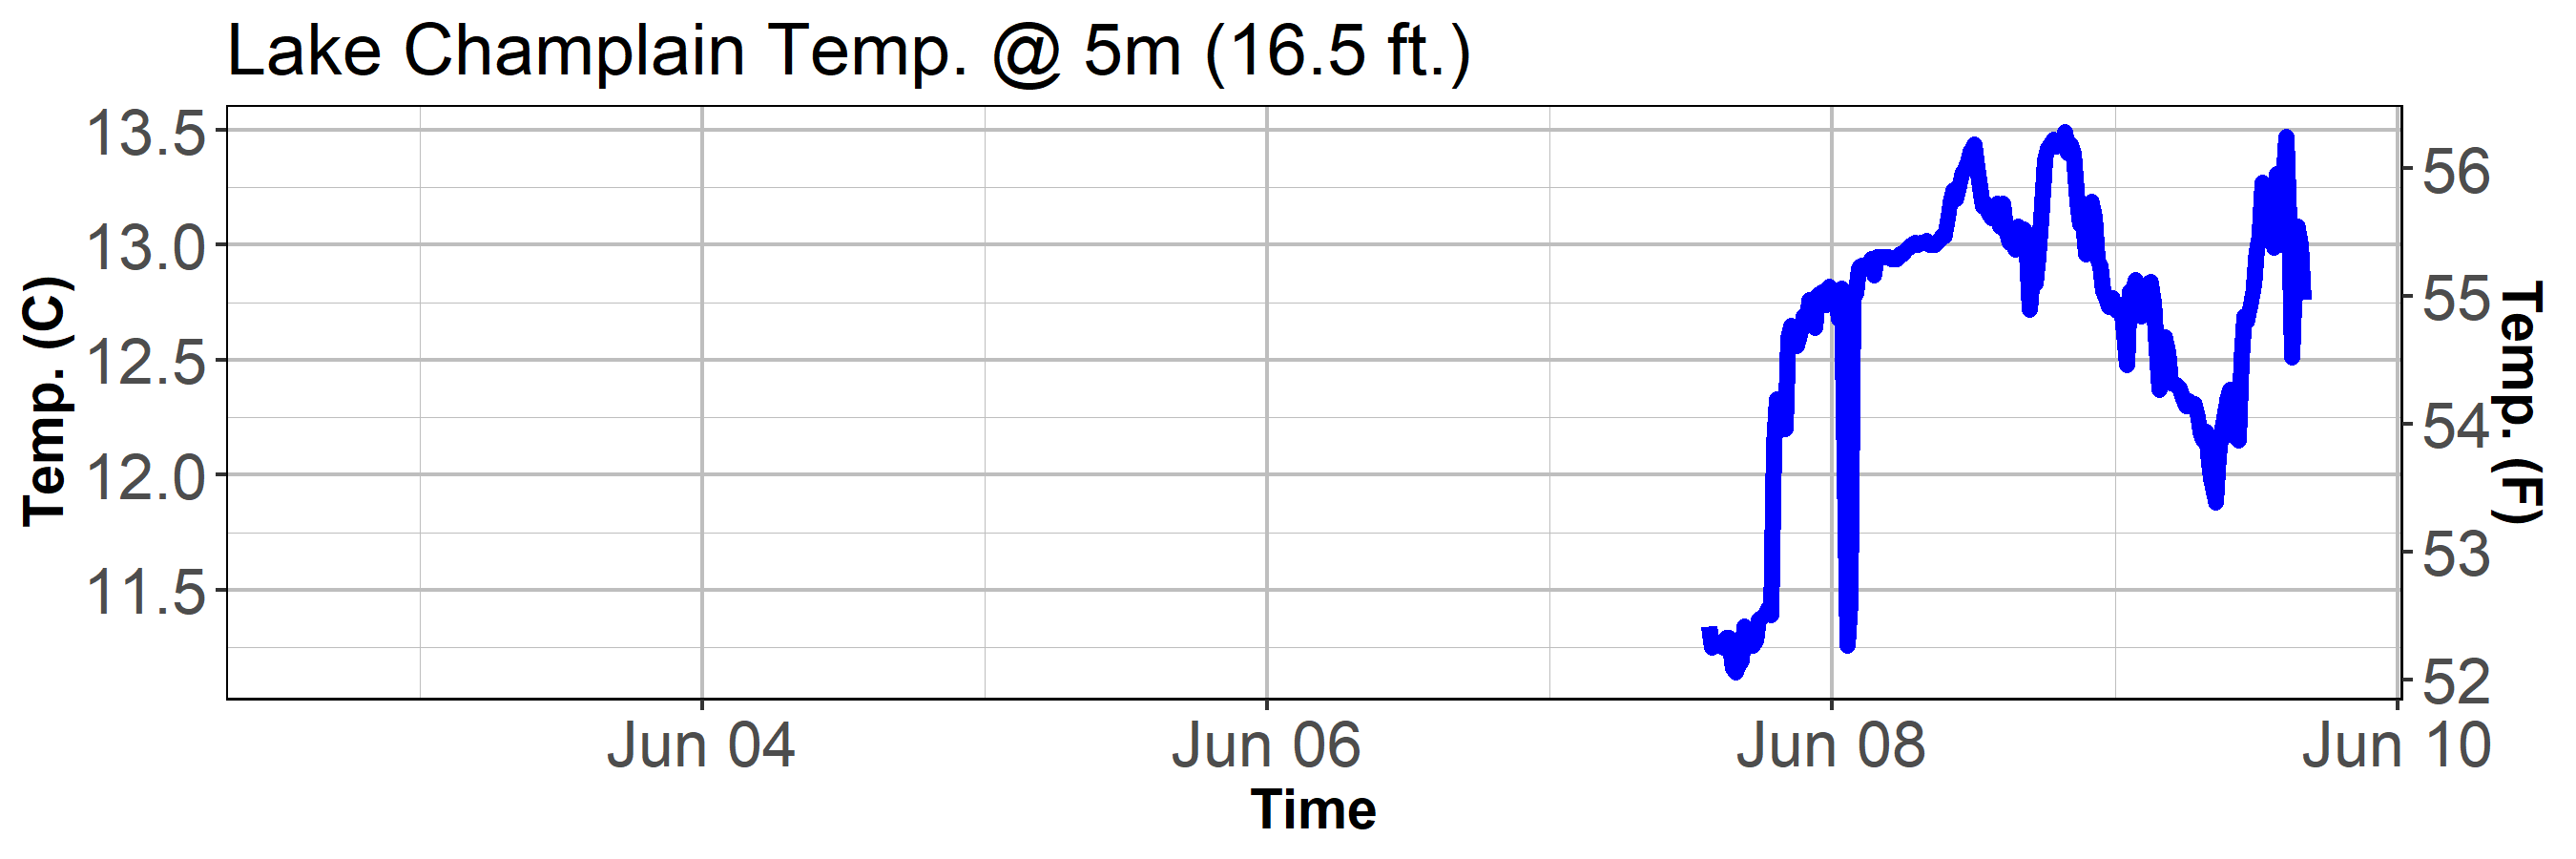 Lake Champlain Temp. @ 5m (16.5 ft.)
Temp. (C)
13.5
13.0
12.5
12.0
11.5
56
55
54
53
52
Temp. (F)
Jun 04
Jun 06
Jun 08
Jun 10
Time